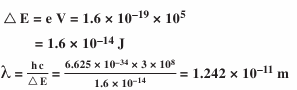 △ E = e V = 1.6 × 10⁻¹⁹ × 10⁵
= 1.6 × 10⁻¹⁴ J
λ = h c / △ E = 6.625 × 10⁻³⁴ × 3 × 10⁸ / 1.6 × 10⁻¹⁴ = 1.242 × 10⁻¹¹ m